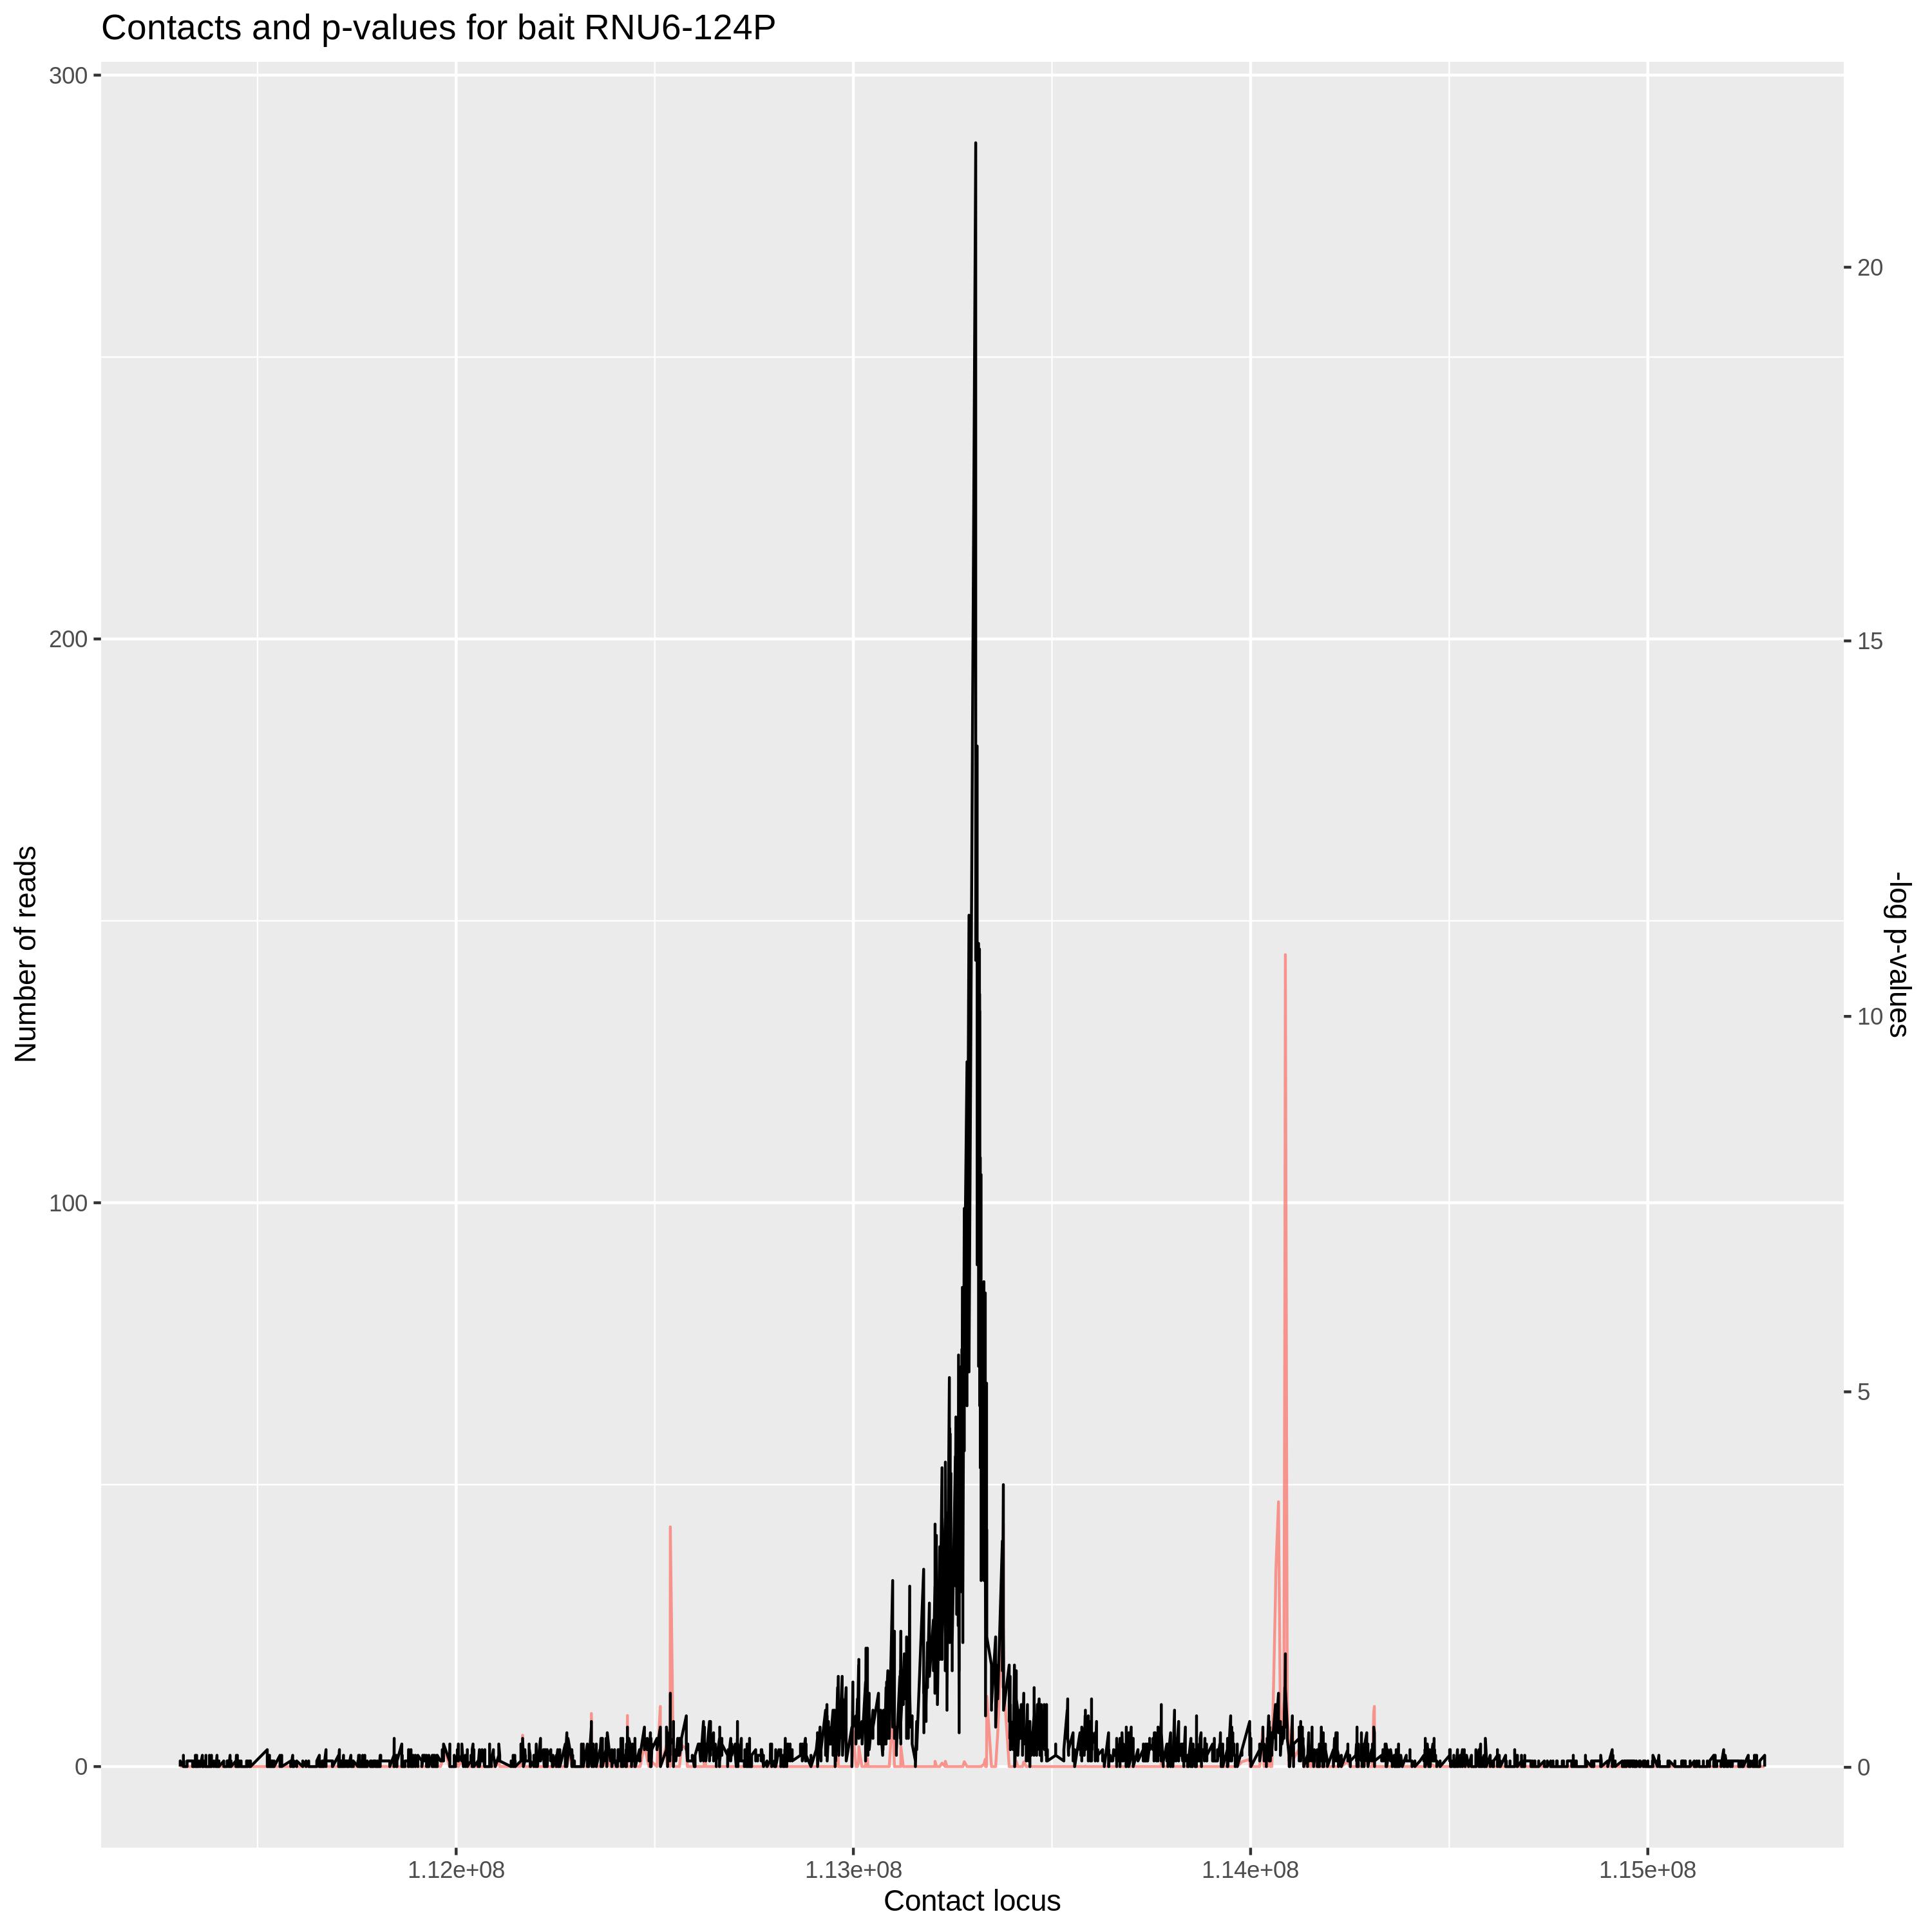 Contacts and p-values for bait RNU6-124P
300
200
100
0
Number of reads
20
15
10
5
0
-log p-values
1.12e+08
1.13e+08
1.14e+08
1.15e+08
Contact locus